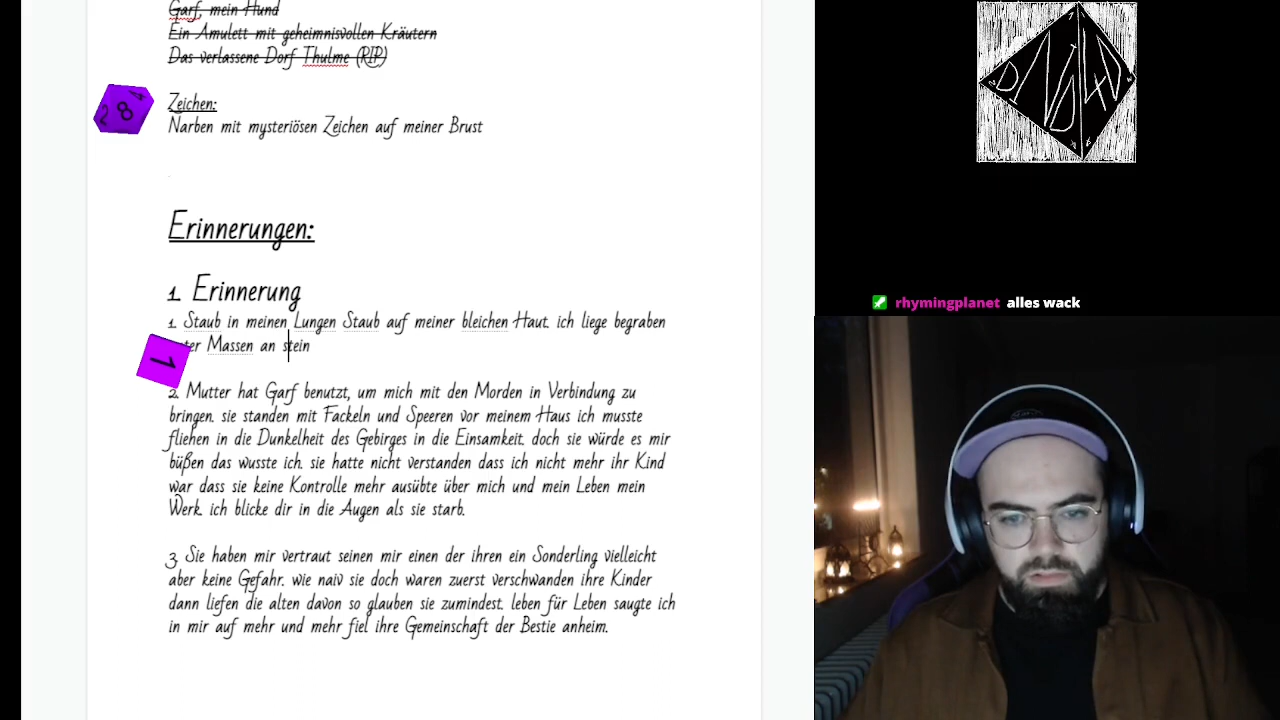 Garf, mein Hund
Ein Amulett mit geheimnisvollen Kräutern
Das verlassene Dorf Thulme (RIP)
Zeichen:
Narben mit mysteriösen Zeichen auf meiner Brust
2 8 4
Erinnerungen:
1. Erinnerung
1. Staub in meinen Lungen Staub auf meiner bleichen Haut. ich liege begraben
ter Massen an stein
1
2. Mutter hat Garf benutzt, um mich mit den Morden in Verbindung zu
bringen. sie standen mit Fackeln und Speeren vor meinem Haus ich musste
fliehen in die Dunkelheit des Gebirges in die Einsamkeit. doch sie würde es mir
büßen das wusste ich. sie hatte nicht verstanden dass ich nicht mehr ihr Kind
war dass sie keine Kontrolle mehr ausübte über mich und mein Leben mein
Werk. ich blicke dir in die Augen als sie starb.
3. Sie haben mir vertraut seinen mir einen der ihren ein Sonderling vielleicht
aber keine Gefahr. wie naiv sie doch waren zuerst verschwanden ihre Kinder
dann liefen die alten davon so glauben sie zumindest. leben für Leben saugte ich
in mir auf mehr und mehr fiel ihre Gemeinschaft der Bestie anheim.
rhymingplanet alles wack